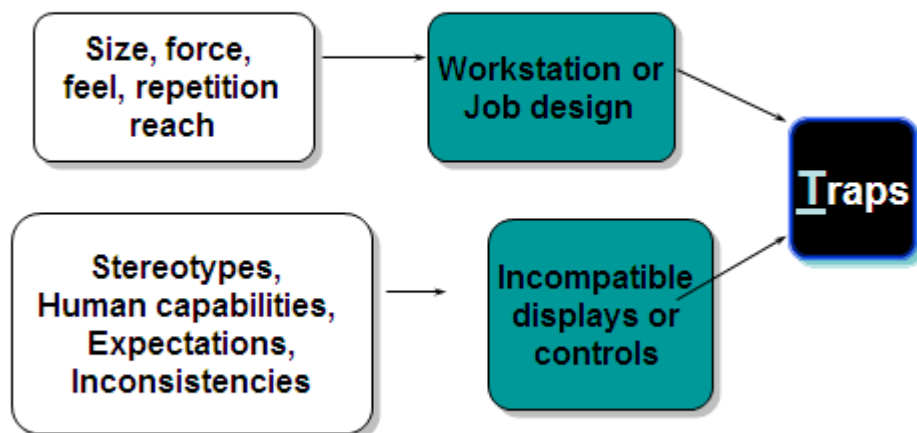 Size, force,
feel, repetition
reach
Workstation or
Job design
Traps
Stereotypes,
Human capabilities,
Expectations,
Inconsistencies
Incompatible
displays or
controls